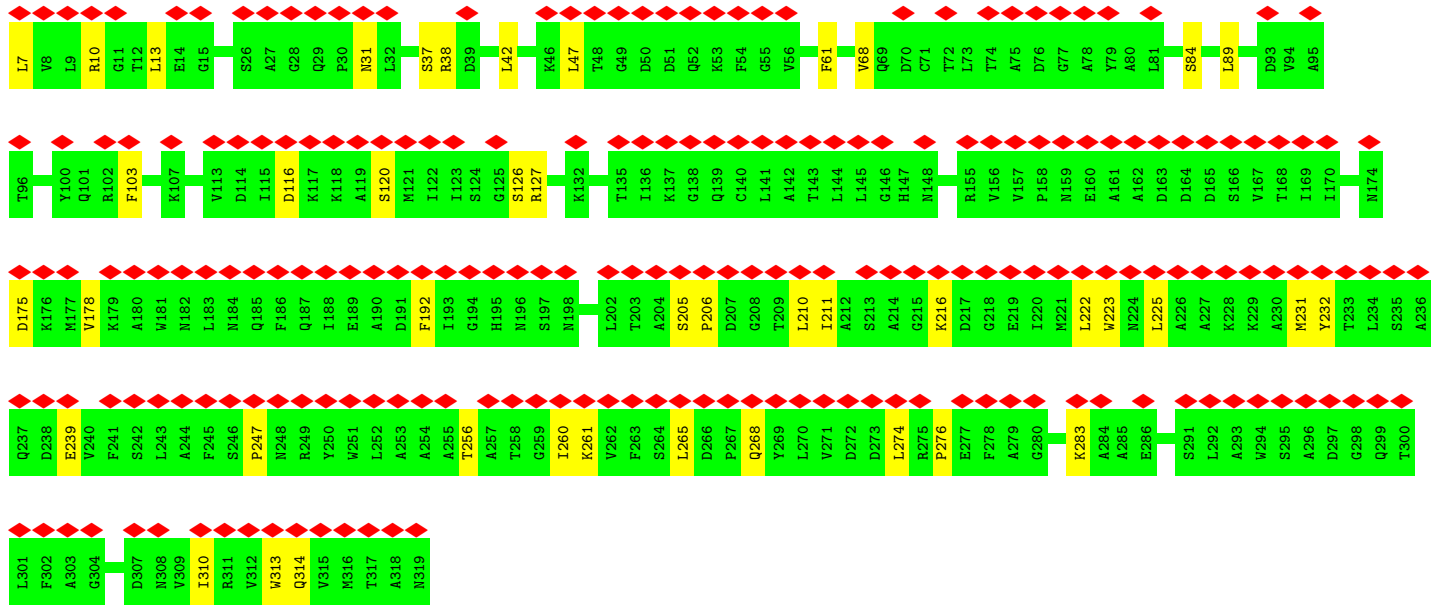 L7 V8 L9 R10 G11 T12 L13 E14 G15 S26 A27 G28 Q29 P30 N31 L32 S37 R38 D39 L42 K46 L47 T48 G49 D50 D51 Q52 K53 F54 G55 V56 F61 V68 Q69 D70 C71 T72 L73 T74 A75 D76 G77 A78 Y79 A80 L81 S84 L89 D93 V94 A95
T96 Y100 Q101 R102 F103 K107 V113 D114 I115 D116 K117 K118 A119 S120 M121 I122 I123 S124 G125 S126 R127 K132 T135 I136 K137 G138 Q139 C140 L141 A142 T143 L144 L145 G146 H147 N148 R155 V156 V157 P158 N159 E160 A161 A162 D163 D164 D165 S166 V167 T168 I169 I170 N174
D175 K176 M177 V178 K179 A180 W181 N182 L183 N184 Q185 F186 Q187 I188 E189 A190 D191 F192 I193 G194 H195 N196 S197 N198 L202 T203 A204 S205 P206 D207 G208 T209 L210 I211 A212 S213 A214 G215 K216 D217 G218 E219 I220 M221 L222 W223 N224 L225 A226 A227 K228 K229 A230 M231 Y232 T233 L234 S235 A236
Q237 D238 E239 V240 F241 S242 L243 A244 F245 S246 P247 N248 R249 Y250 W251 L252 A253 A254 A255 T256 A257 T258 G259 I260 K261 V262 F263 S264 L265 D266 P267 Q268 Y269 L270 V271 D272 D273 L274 R275 P276 E277 F278 A279 G280 K283 A284 A285 E286 S291 L292 A293 W294 S295 A296 D297 G298 Q299 T300
L301 F302 A303 G304 D307 N308 V309 I310 R311 V312 W313 Q314 V315 M316 T317 A318 N319